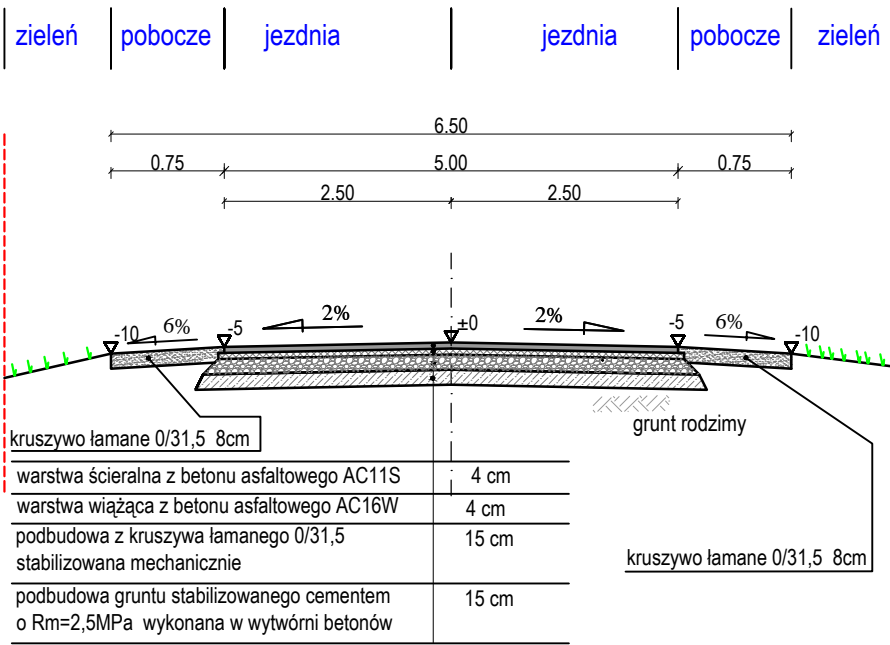 zieleń pobocze jezdnia jezdnia pobocze zieleń
6.50
0.75 5.00 0.75
2.50 2.50
-10 6% -5 2% ±0 2% -5 6% -10
grunt rodzimy
kruszywo łamane 0/31,5 8cm
warstwa ścieralna z betonu asfaltowego AC11S 4 cm
warstwa wiążąca z betonu asfaltowego AC16W 4 cm
podbudowa z kruszywa łamanego 0/31,5 15 cm
stabilizowana mechanicznie
kruszywo łamane 0/31,5 8cm
podbudowa gruntu stabilizowanego cementem 15 cm
o Rm=2,5MPa wykonana w wytwórni betonów